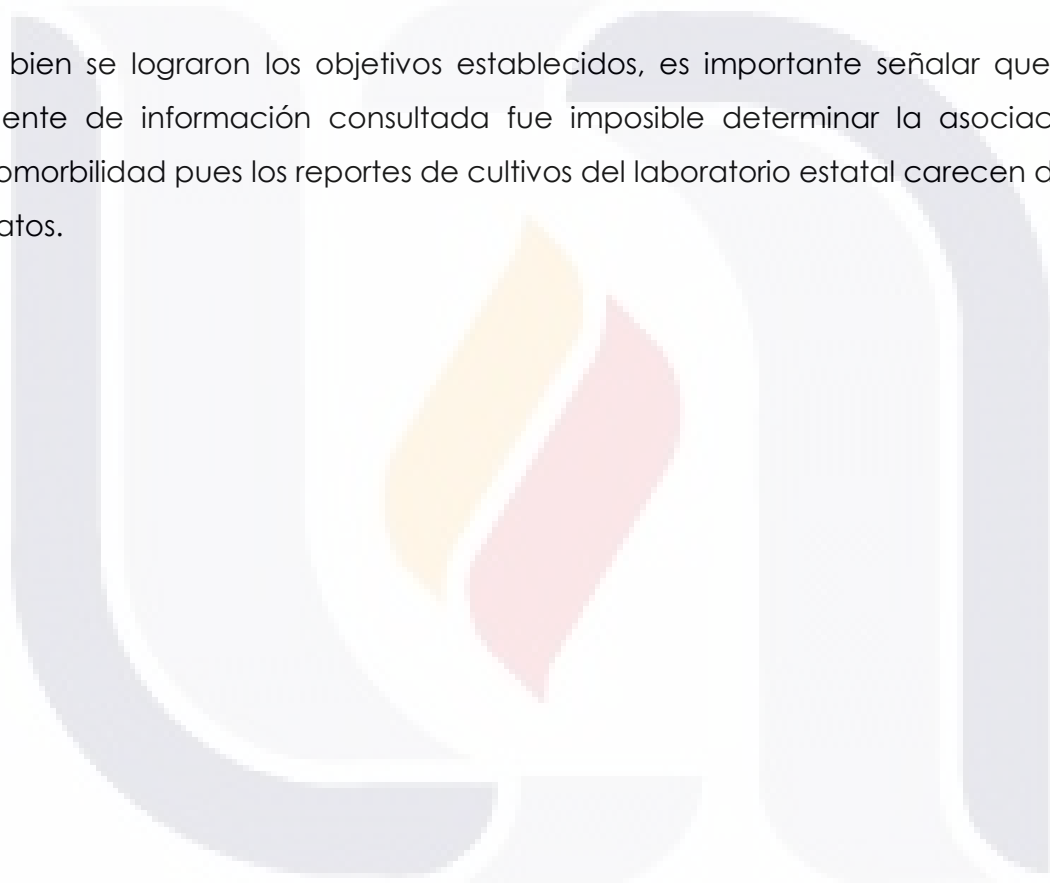 bien se lograron los objetivos establecidos, es importante señalar que
ente de información consultada fue imposible determinar la asociac
omorbilidad pues los reportes de cultivos del laboratorio estatal carecen d
atos.